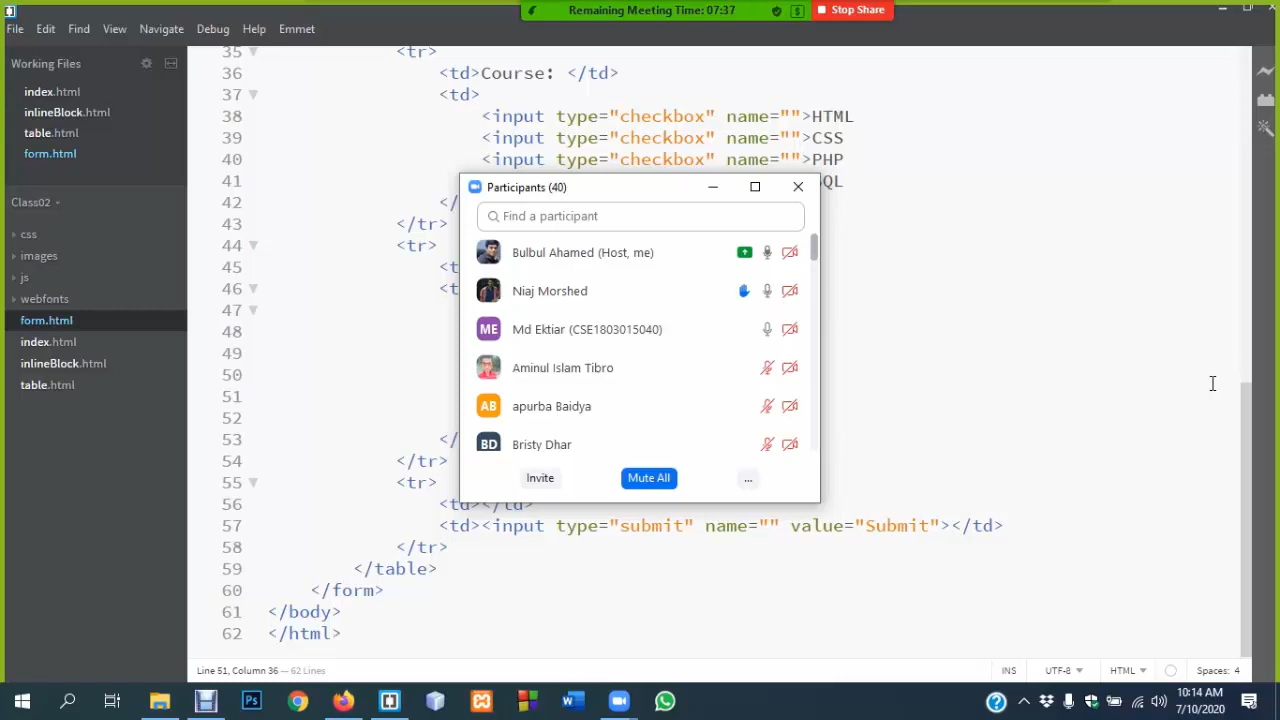 Remaining Meeting Time: 07:37
Stop Share
File Edit Find View Navigate Debug Help Emmet
Working Files
index.html
inlineBlock.html
table.html
form.html
Class02
css
images
js
webfonts
form.html
index.html
inlineBlock.html
table.html
35 <tr>
36 <td>Course: </td>
37 <td>
38 <input type="checkbox" name="">HTML
39 <input type="checkbox" name="">CSS
40 <input type="checkbox" name="">PHP
41 QL
42 </
43 </tr>
44 <tr>
45 <t
46 <t
47
48
49
50
51
52
53 </
54 </tr>
55 <tr>
56 <td></td>
57 <td><input type="submit" name="" value="Submit"></td>
58 </tr>
59 </table>
60 </form>
61 </body>
62 </html>
Participants (40)
Find a participant
Bulbul Ahamed (Host, me)
Niaj Morshed
ME Md Ektiar (CSE1803015040)
Aminul Islam Tibro
AB apurba Baidya
BD Bristy Dhar
Invite Mute All ...
Line 51, Column 36 — 62 Lines
INS UTF-8 HTML Spaces: 4
10:14 AM
7/10/2020